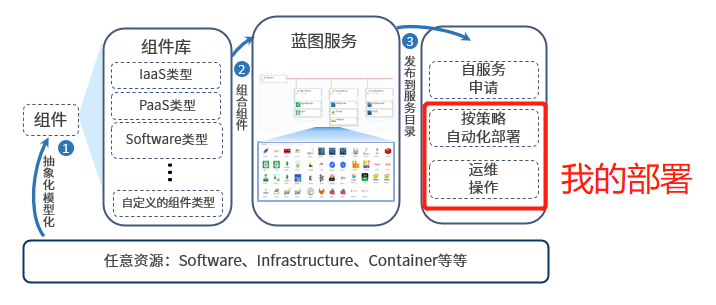 组件
1
抽象化模型化
组件库
IaaS类型
PaaS类型
Software类型
自定义的组件类型
2
组合组件
蓝图服务
3
发布到服务目录
自服务
申请
按策略
自动化部署
运维
操作
我的部署
任意资源：Software、Infrastructure、Container等等